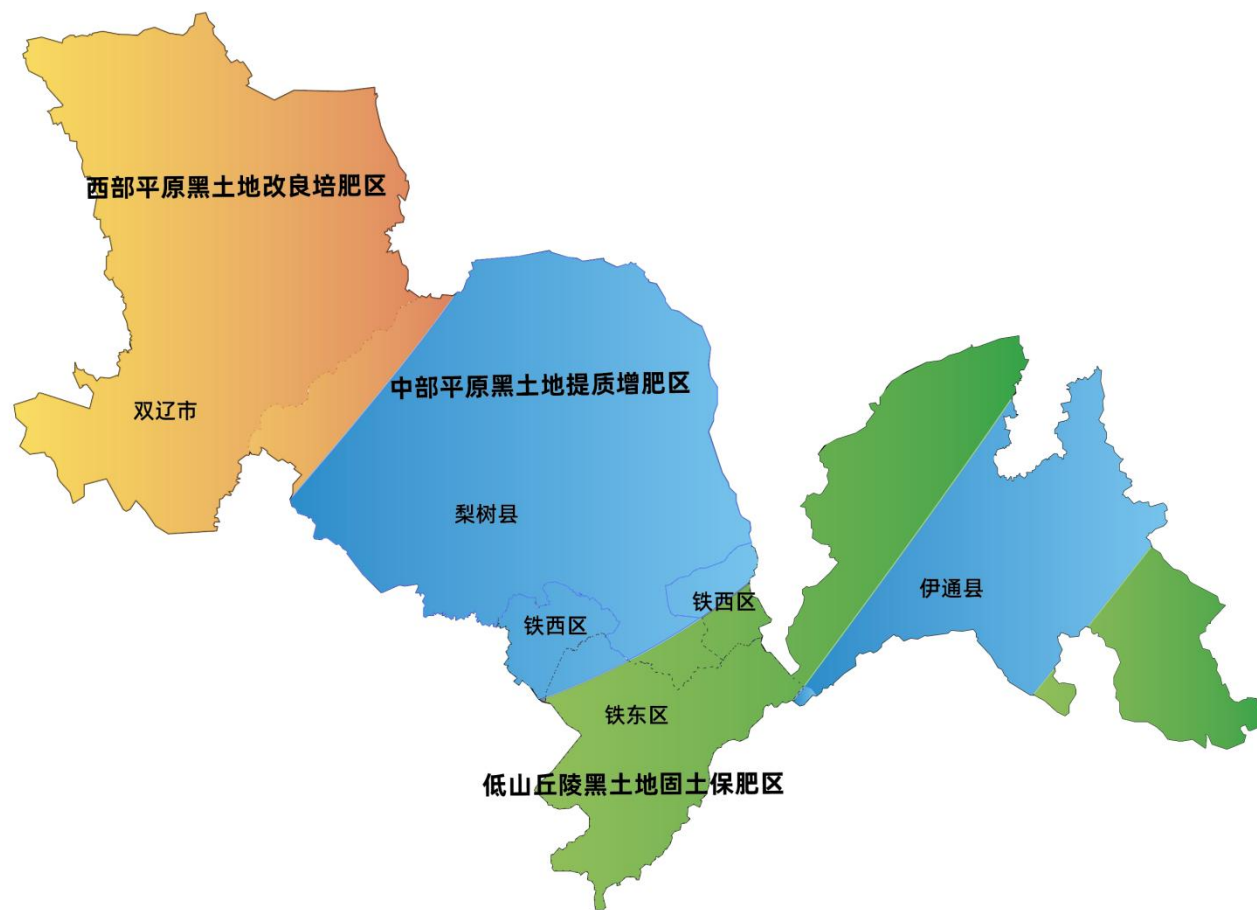 西部平原黑土地改良培肥区
中部平原黑土地提质增肥区
双辽市
梨树县
伊通县
铁西区
铁西区
铁东区
低山丘陵黑土地固土保肥区